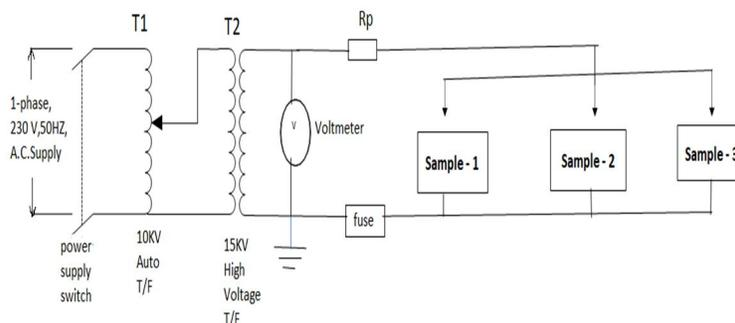 T1
T2
Rp
1-phase,
230 V,50HZ,
A.C.Supply
V
Voltmeter
Sample - 1
Sample - 2
Sample - 3
fuse
power
supply
switch
10KV
Auto
T/F
15KV
High
Voltage
T/F